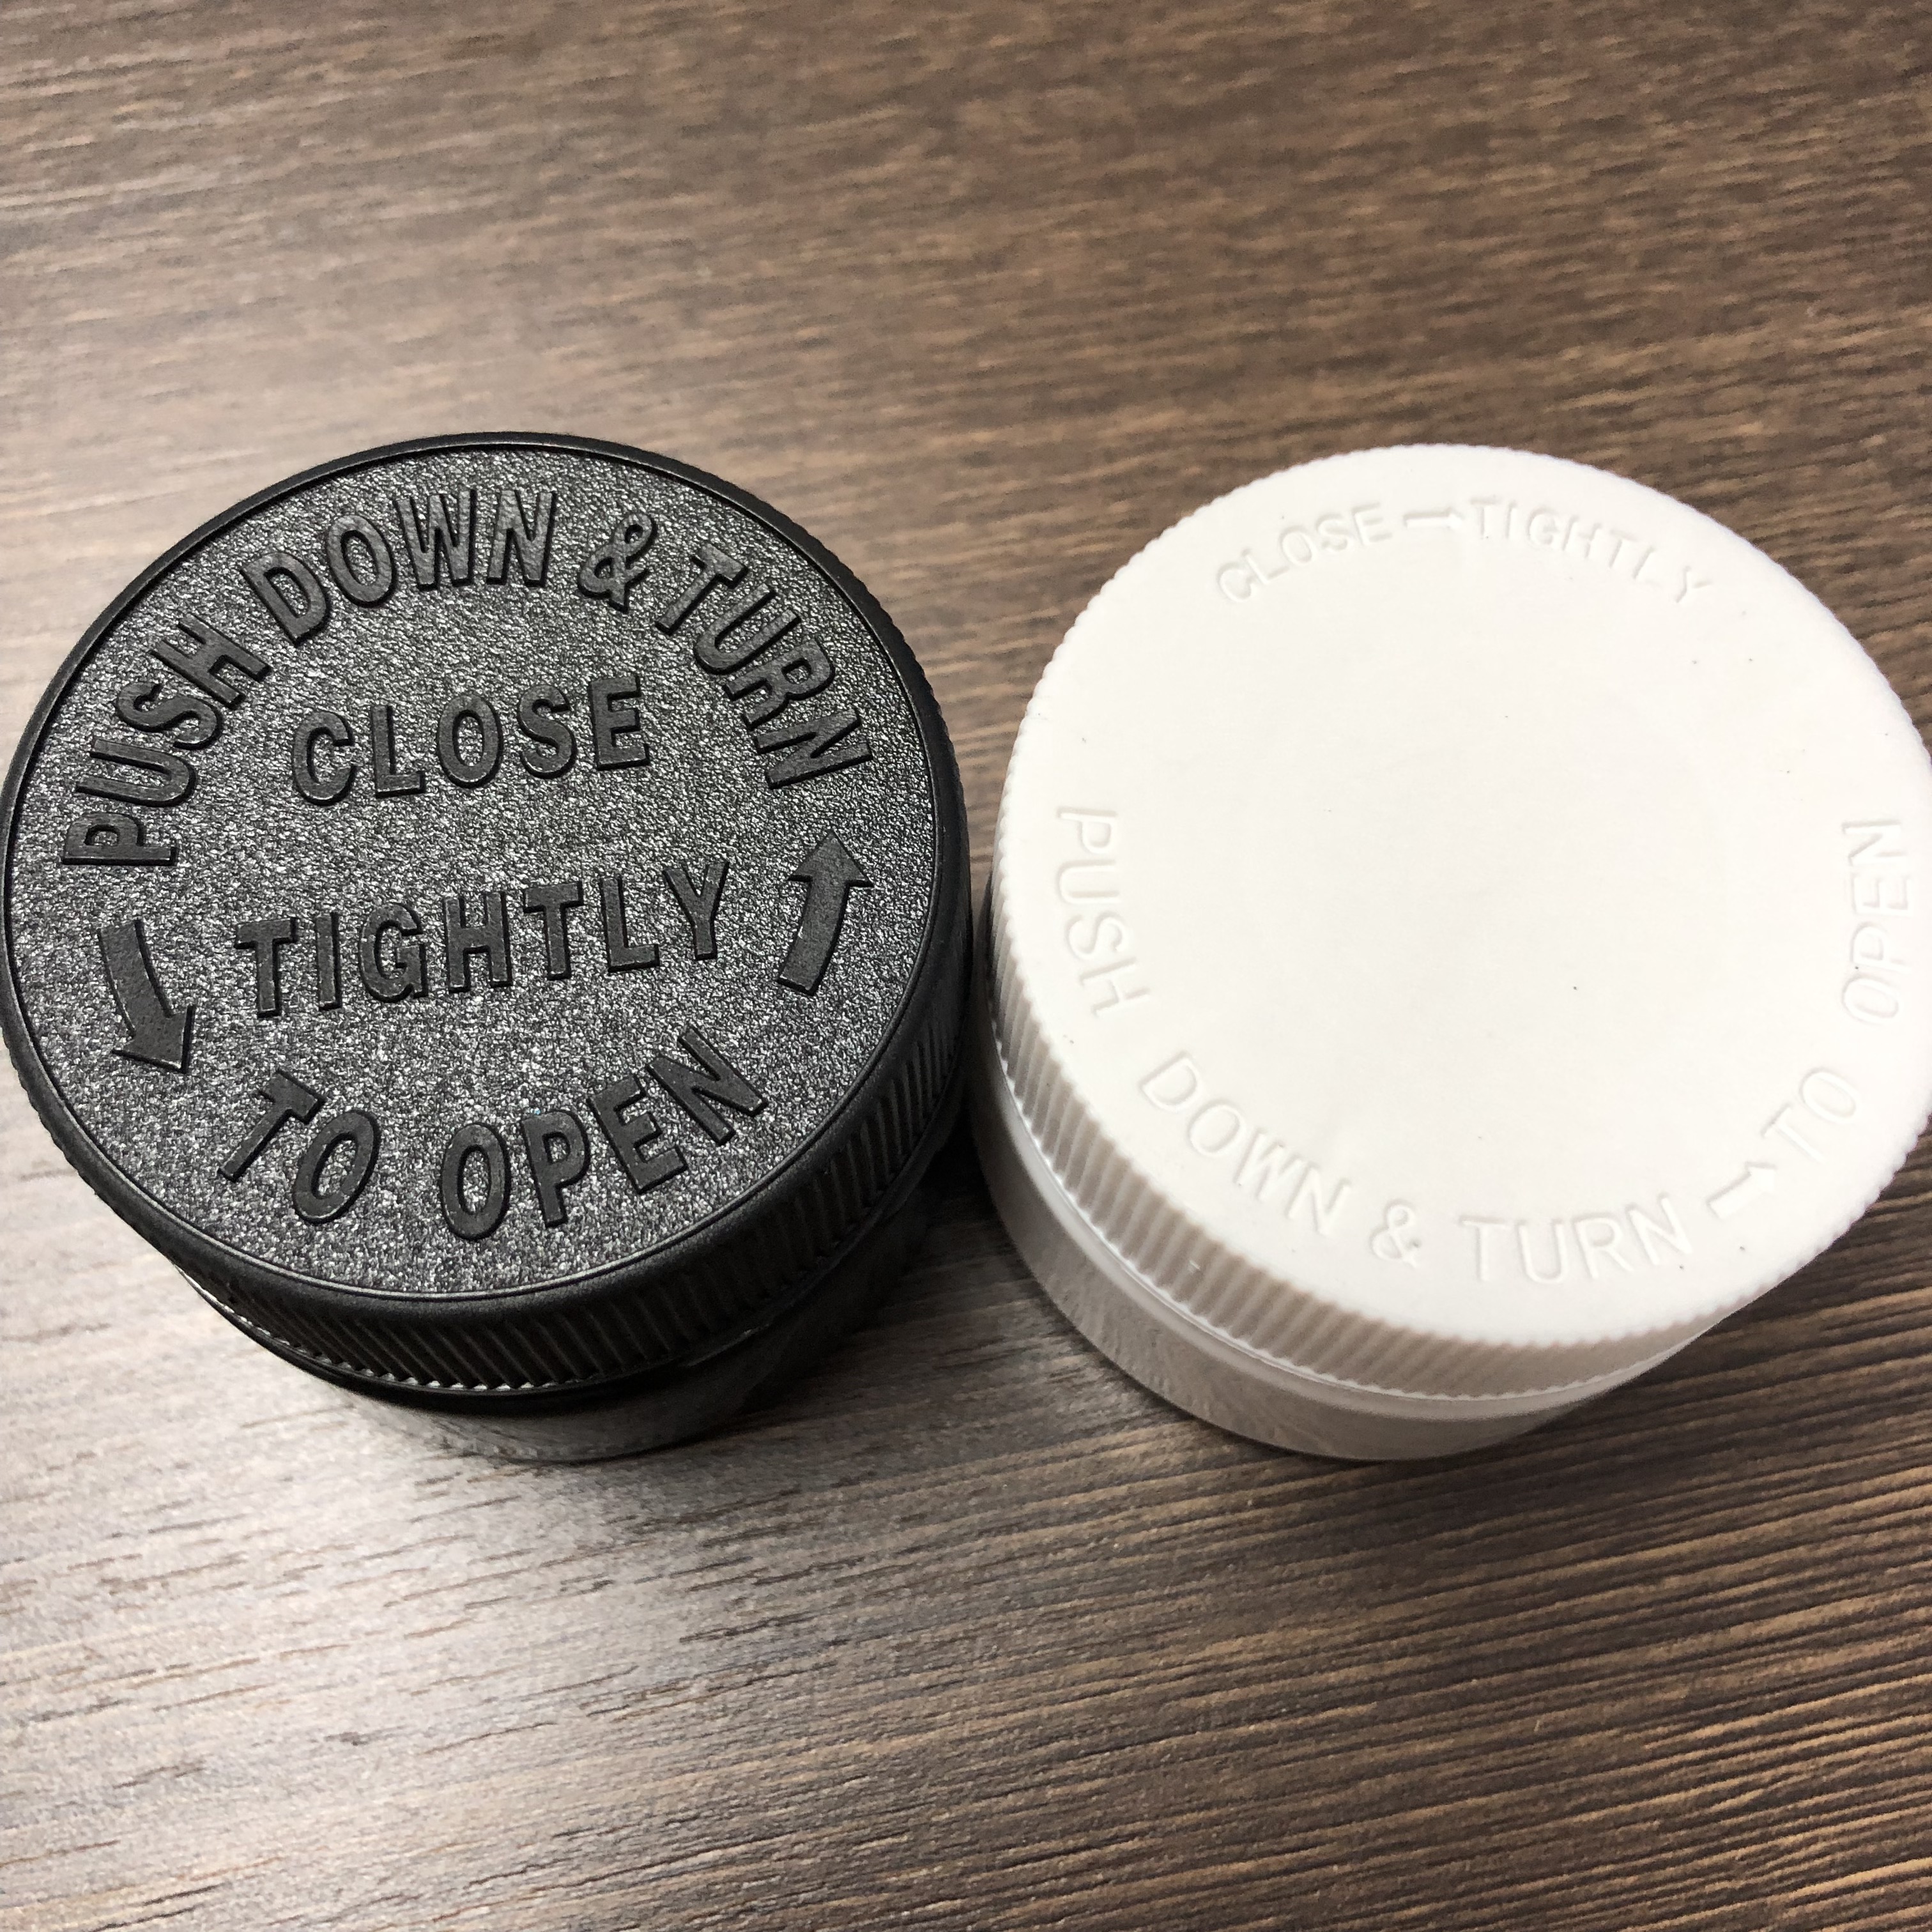 PUSH DOWN & TURN
CLOSE
TIGHTLY
TO OPEN
CLOSE → TIGHTLY
PUSH DOWN & TURN → TO OPEN